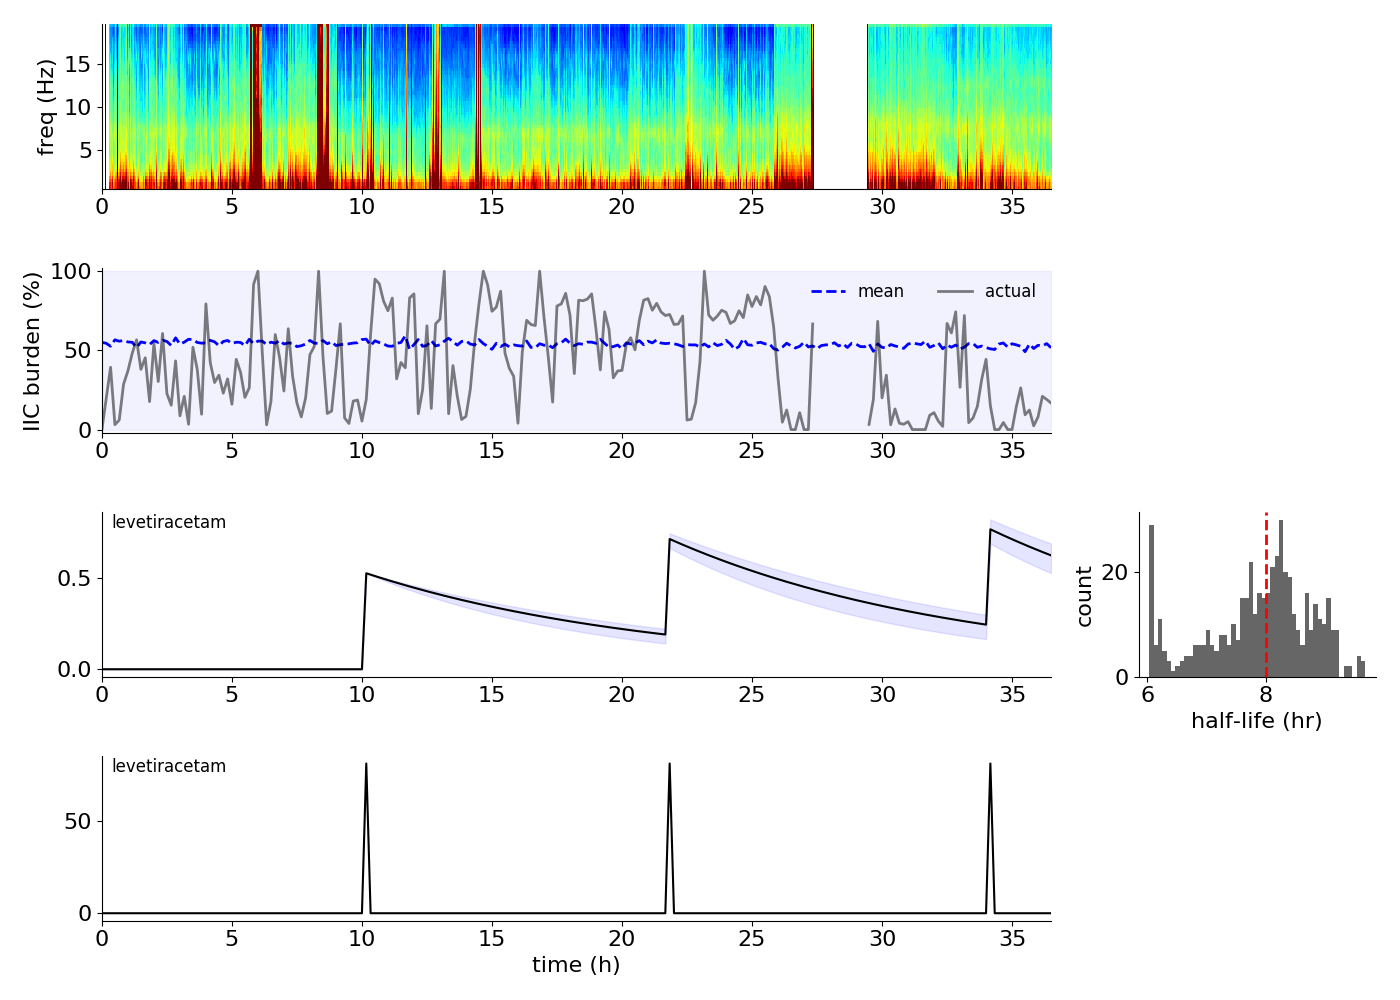 freq (Hz)
15
10
5
0 5 10 15 20 25 30 35
IIC burden (%)
100
50
0
mean actual
0 5 10 15 20 25 30 35
levetiracetam
0.5
0.0
0 5 10 15 20 25 30 35
count
20
0
6 8
half-life (hr)
levetiracetam
50
0
0 5 10 15 20 25 30 35
time (h)